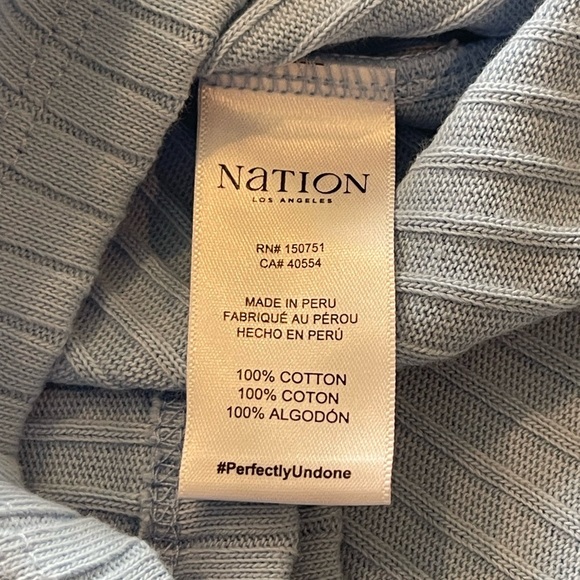 NaTION
LOS ANGELES
RN# 150751
CA# 40554
MADE IN PERU
FABRIQUÉ AU PÉROU
HECHO EN PERÚ
100% COTTON
100% COTON
100% ALGODÓN
#PerfectlyUndone